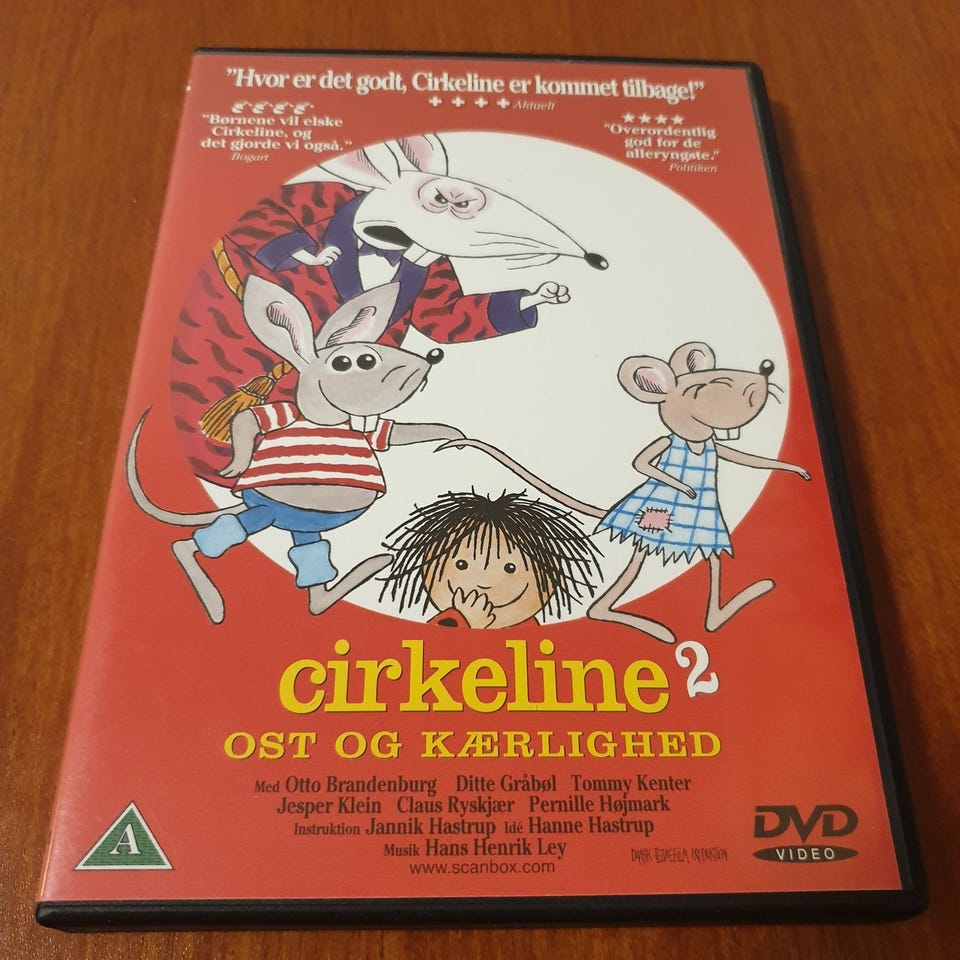 "Hvor er det godt, Cirkeline er kommet tilbage!"
Aktuelt
"Børnene vil elske
Cirkeline, og
det gjorde vi også."
Bogart
"Overordentlig
god for de
alleryngste."
Politiken
cirkeline 2
OST OG KÆRLIGHED
Med Otto Brandenburg Ditte Gråbøl Tommy Kenter
Jesper Klein Claus Ryskjær Pernille Højmark
Instruktion Jannik Hastrup Idé Hanne Hastrup
Musik Hans Henrik Ley
www.scanbox.com
A
DANSK TEGNEFILM PRODUKTION
DVD
VIDEO